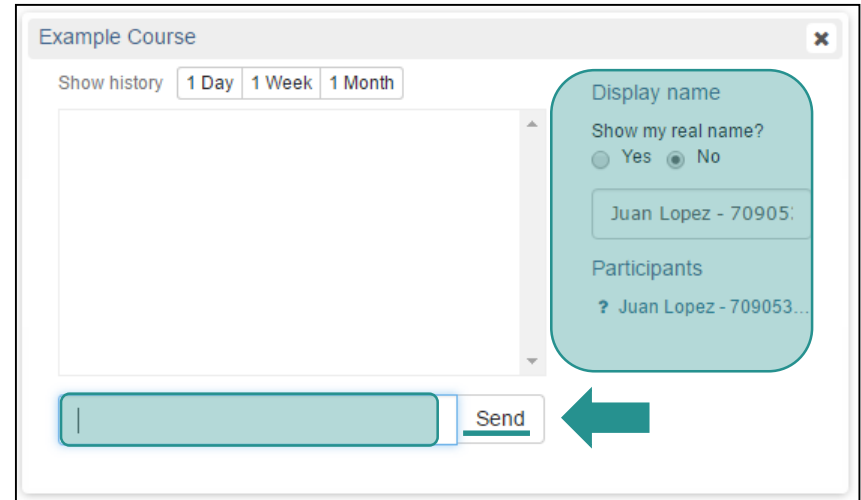 Example Course
Show history 1 Day 1 Week 1 Month
Display name
Show my real name?
Yes No
Juan Lopez - 70905
Participants
? Juan Lopez - 709053...
Send